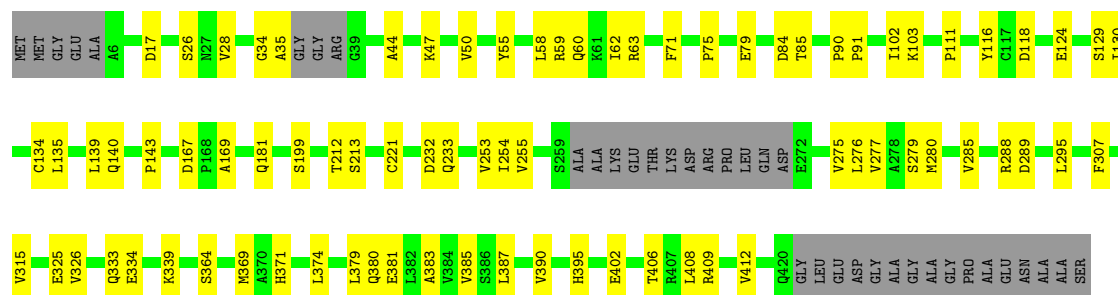 MET MET GLY GLU ALA A6 D17 S26 N27 V28 G34 A35 GLY GLY ARG G39 A44 K47 V50 Y55 L58 R59 Q60 K61 I62 R63 F71 P75 E79 D84 T85 P90 P91 I102 K103 P111 Y116 C117 D118 E124 S129 I130
C134 L135 L139 Q140 P143 D167 P168 A169 Q181 S199 T212 S213 C221 D232 Q233 V253 I254 V255 S259 ALA ALA LYS GLU THR LYS ASP ARG PRO LEU GLN ASP E272 V275 L276 V277 A278 S279 M280 V285 R288 D289 L295 F307
V315 E325 V326 Q333 E334 K339 S364 M369 A370 H371 L374 L379 Q380 E381 L382 A383 V384 V385 S386 L387 V390 H395 E402 T406 R407 L408 R409 V412 Q420 GLY LEU GLU ASP GLY ALA GLY ALA GLY PRO ALA GLU ASN ALA ALA SER